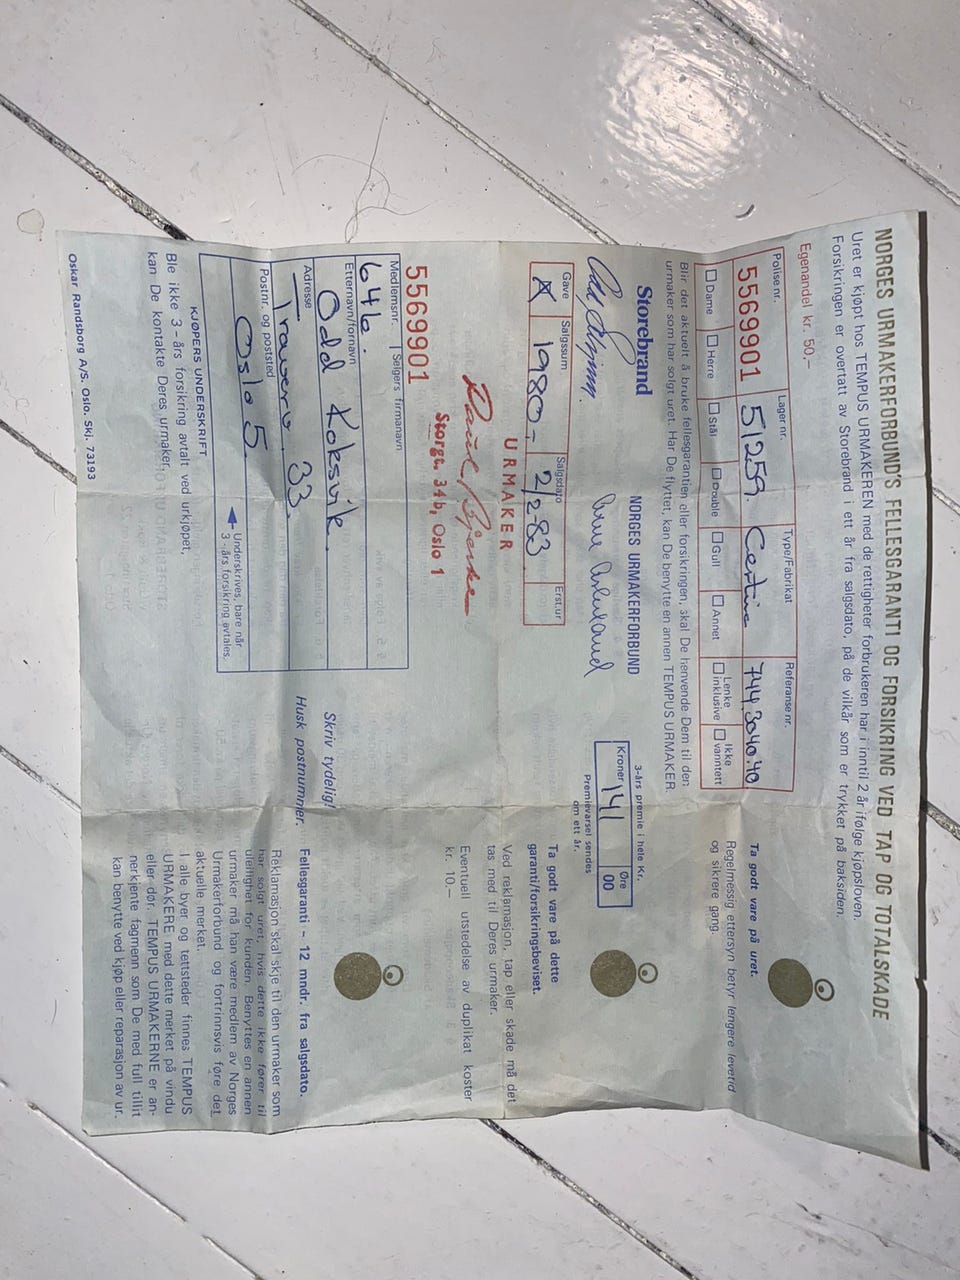 NORGES URMAKERFORBUND'S FELLESGARANTI OG FORSIKRING VED TAP OG TOTALSKADE
Uret er kjøpt hos TEMPUS URMAKEREN med de rettigheter forbrukeren har i inntil 2 år ifølge kjøpsloven.
Forsikringen er overtatt av Storebrand i ett år fra salgsdato, på de vilkår som er trykket på baksiden.
Egenandel kr. 50,–
Polise nr. Lager nr. Type/Fabrikat Referanse nr.
5569901 51259. Certina 744.3040.40
Dame Herre Stål Double Gull Annet Lenke inklusive Ikke vanntett
Blir det aktuelt å bruke fellesgarantien eller forsikringen, skal De henvende Dem til den
urmaker som har solgt uret. Har De flyttet, kan De benytte en annen TEMPUS URMAKER.
Ta godt vare på uret.
Regelmessig ettersyn betyr lengere levetid
og sikrere gang.
Storebrand
NORGES URMAKERFORBUND
3-års premie i hele Kr.
Kroner Øre
141 00
Premievarsel sendes
om ett år.
Gave Salgssum Salgsdato Erst.ur
X 1980,- 2/2-83
Ta godt vare på dette
garanti/forsikringsbeviset.
Ved reklamasjon, tap eller skade må det
tas med til Deres urmaker.
Eventuell utstedelse av duplikat koster
kr. 10.—
URMAKER
Storgt. 34b, Oslo 1
5569901
Medlemsnr. Selgers firmanavn
646.
Etternavn/fornavn
Odd Koksvik.
Adresse
Traverv. 33.
Postnr. og poststed
Oslo 5.
Skriv tydelig!
Husk postnummer.
KJØPERS UNDERSKRIFT
Underskrives, bare når
3-års forsikring avtales.
Ble ikke 3-års forsikring avtalt ved urkjøpet,
kan De kontakte Deres urmaker.
Fellesgaranti – 12 mndr. fra salgsdato.
Reklamasjon skal skje til den urmaker som
har solgt uret, hvis dette ikke fører til
uleilighet for kunden. Benyttes en annen
urmaker må han være medlem av Norges
Urmakerforbund og fortrinnsvis føre det
aktuelle merket.
I alle byer og tettsteder finnes TEMPUS
URMAKERE med dette merket på vindu
eller dør. TEMPUS URMAKERNE er an-
nerkjente fagmenn som De med full tillit
kan benytte ved kjøp eller reparasjon av ur.
Oskar Randsborg A/S. Oslo. Ski. 73193